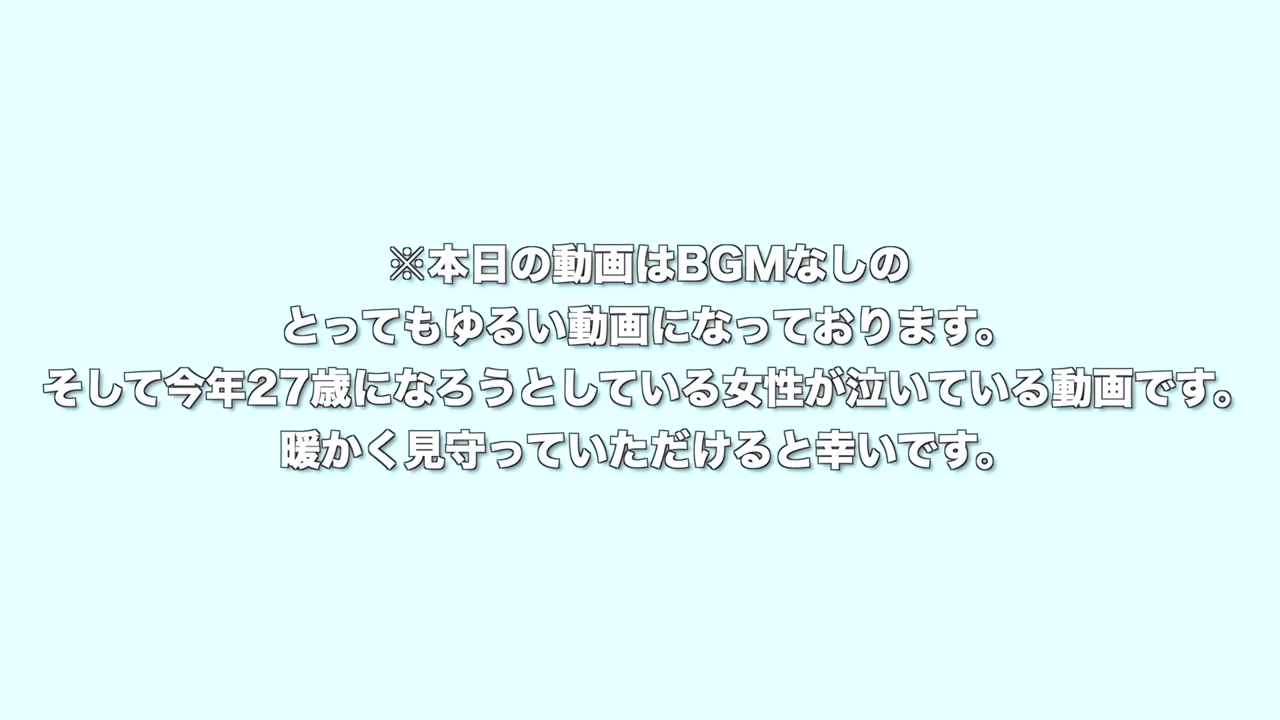 ※本日の動画はBGMなしの
とってもゆるい動画になっております。
そして今年27歳になろうとしている女性が泣いている動画です。
暖かく見守っていただけると幸いです。